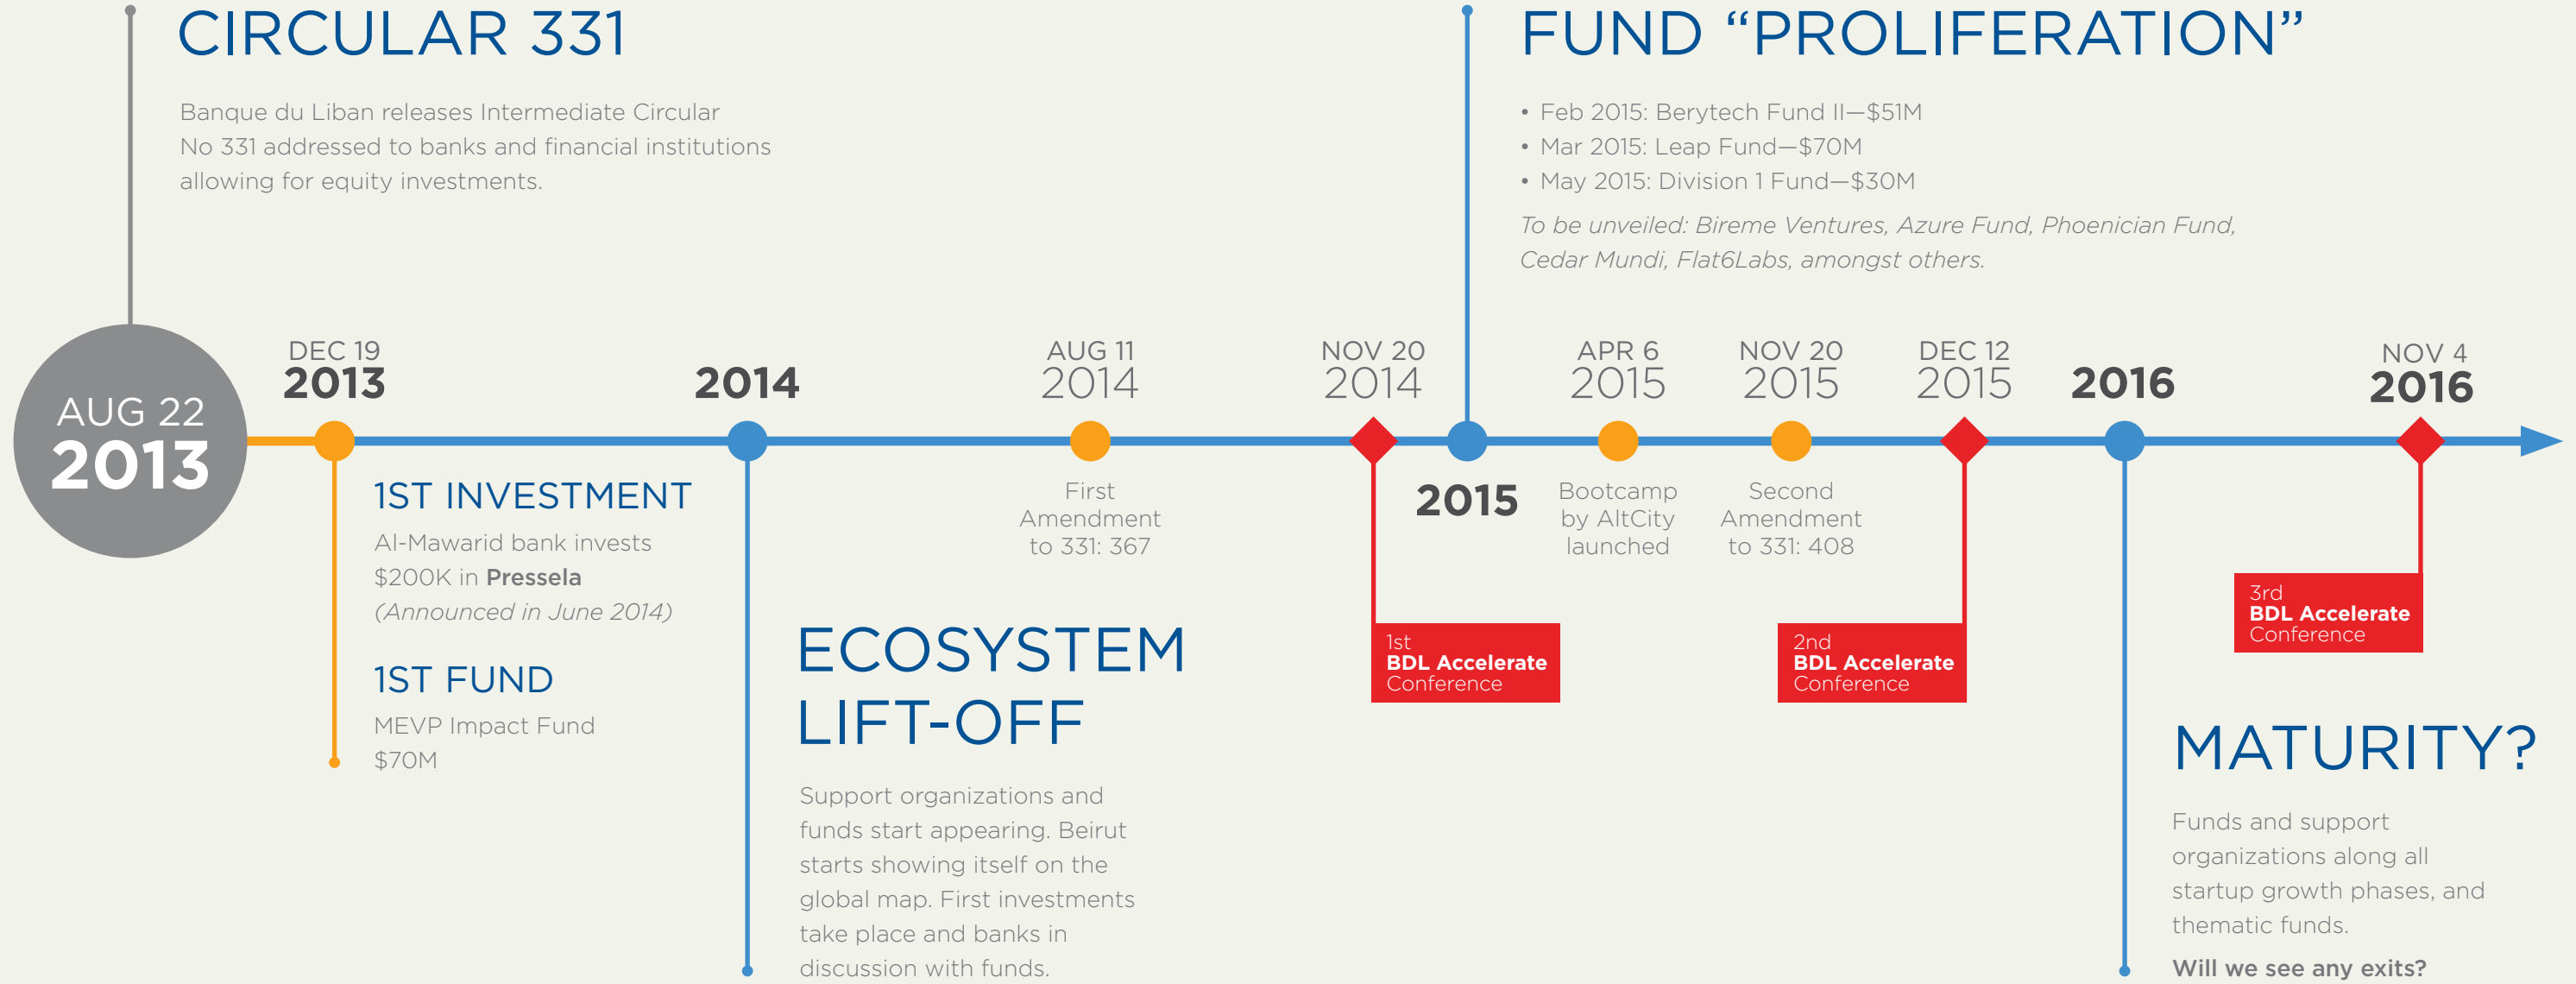 CIRCULAR 331
Banque du Liban releases Intermediate Circular
No 331 addressed to banks and financial institutions
allowing for equity investments.
FUND “PROLIFERATION”
• Feb 2015: Berytech Fund II—$51M
• Mar 2015: Leap Fund—$70M
• May 2015: Division 1 Fund—$30M
To be unveiled: Bireme Ventures, Azure Fund, Phoenician Fund,
Cedar Mundi, Flat6Labs, amongst others.
AUG 22
2013
DEC 19
2013
1ST INVESTMENT
Al-Mawarid bank invests
$200K in Pressela
(Announced in June 2014)
1ST FUND
MEVP Impact Fund
$70M
2014
ECOSYSTEM
LIFT-OFF
Support organizations and
funds start appearing. Beirut
starts showing itself on the
global map. First investments
take place and banks in
discussion with funds.
AUG 11
2014
First
Amendment
to 331: 367
NOV 20
2014
1st
BDL Accelerate
Conference
2015
APR 6
2015
Bootcamp
by AltCity
launched
NOV 20
2015
Second
Amendment
to 331: 408
DEC 12
2015
2nd
BDL Accelerate
Conference
2016
MATURITY?
Funds and support
organizations along all
startup growth phases, and
thematic funds.
Will we see any exits?
NOV 4
2016
3rd
BDL Accelerate
Conference